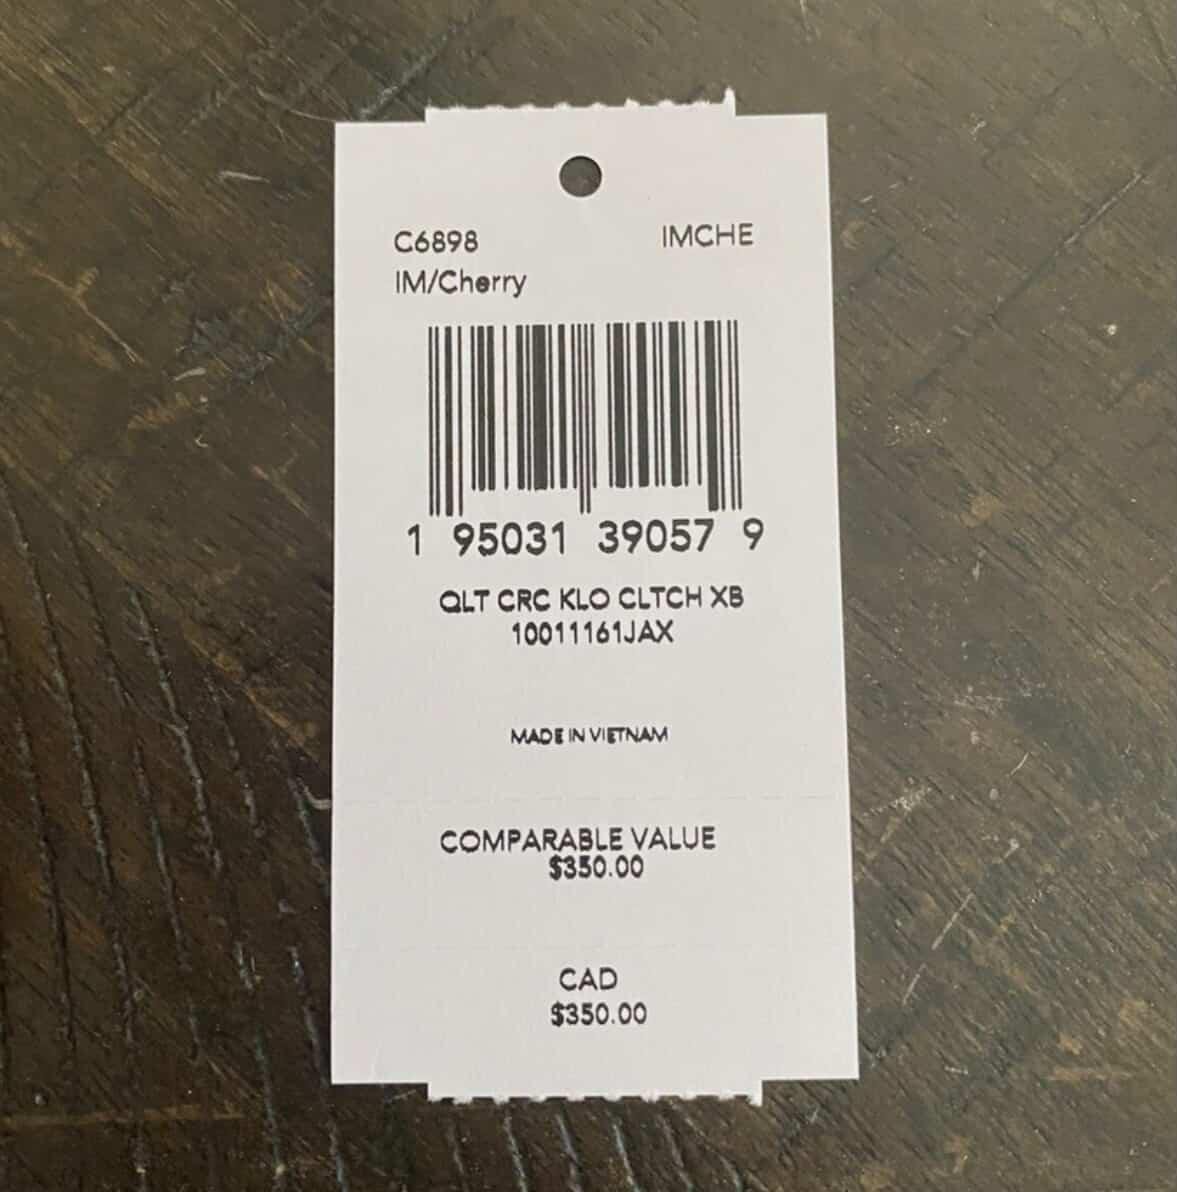 C6898 IMCHE
IM/Cherry
1 95031 39057 9
QLT CRC KLO CLTCH XB
10011161JAX
MADE IN VIETNAM
COMPARABLE VALUE
$350.00
CAD
$350.00